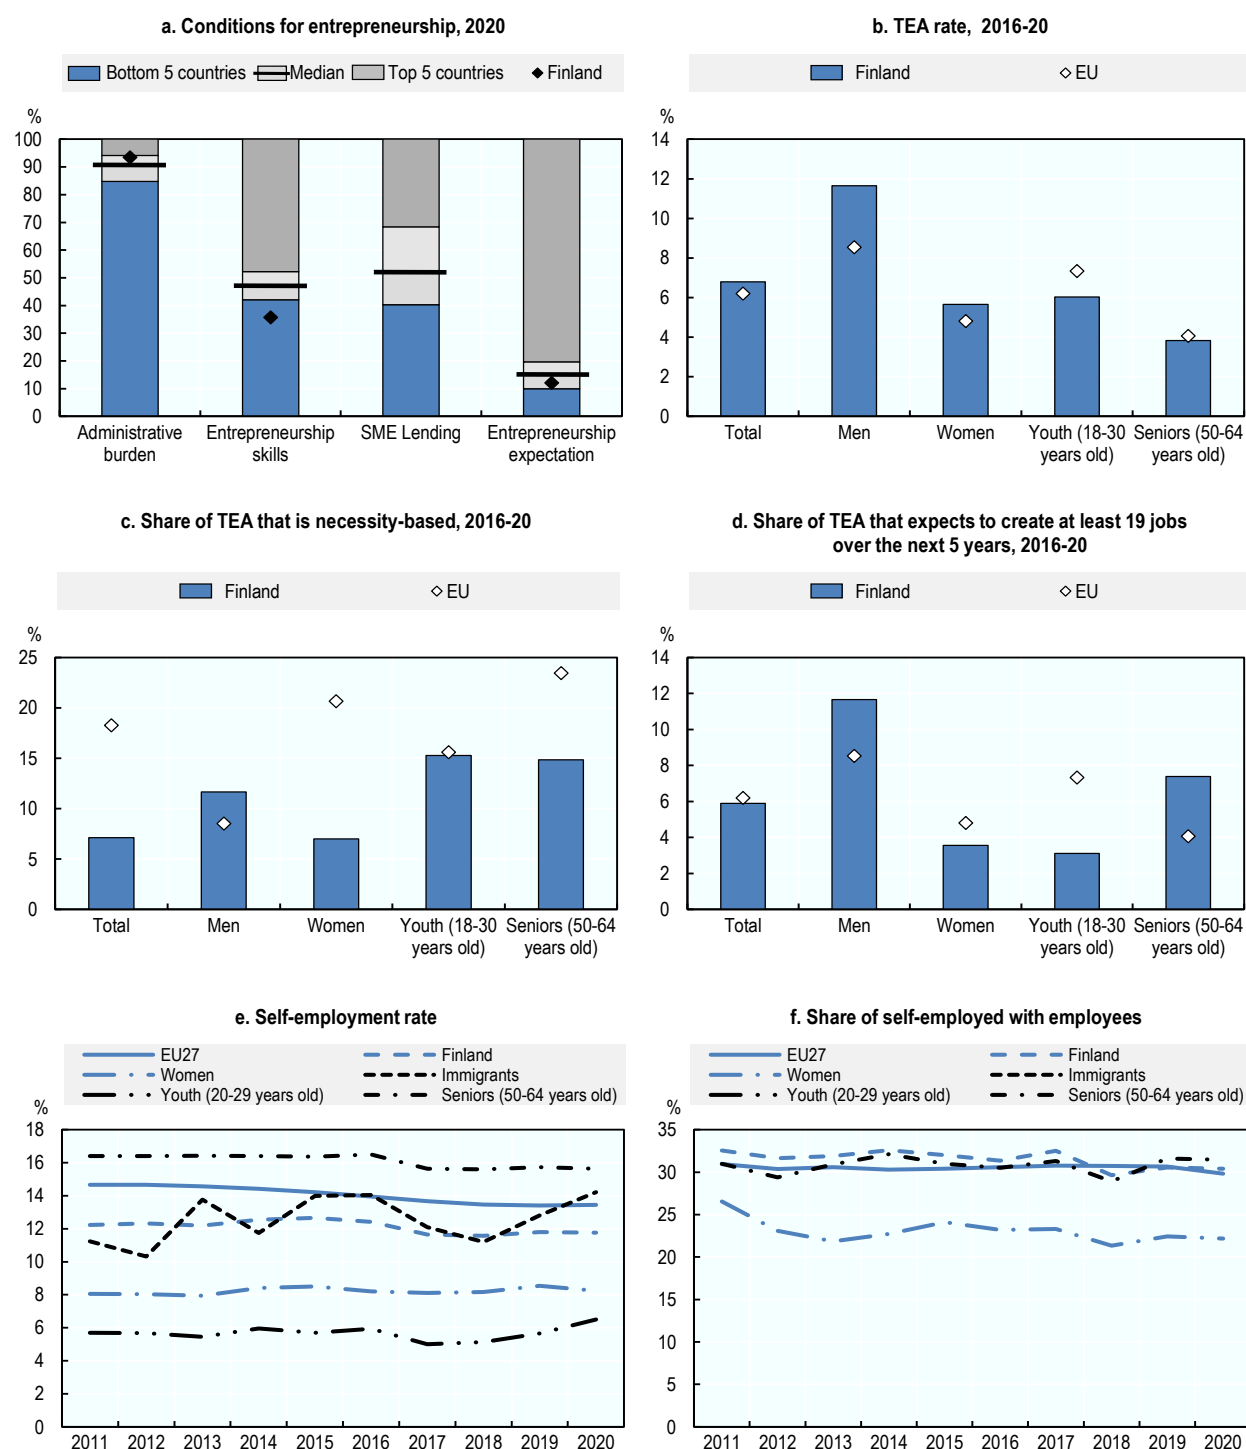 a. Conditions for entrepreneurship, 2020
Bottom 5 countries
Median
Top 5 countries
Finland
%
100
90
80
70
60
50
40
30
20
10
0
Administrative burden
Entrepreneurship skills
SME Lending
Entrepreneurship expectation
b. TEA rate, 2016-20
Finland
EU
%
14
12
10
8
6
4
2
0
Total
Men
Women
Youth (18-30 years old)
Seniors (50-64 years old)
c. Share of TEA that is necessity-based, 2016-20
Finland
EU
%
25
20
15
10
5
0
Total
Men
Women
Youth (18-30 years old)
Seniors (50-64 years old)
d. Share of TEA that expects to create at least 19 jobs
over the next 5 years, 2016-20
Finland
EU
%
14
12
10
8
6
4
2
0
Total
Men
Women
Youth (18-30 years old)
Seniors (50-64 years old)
e. Self-employment rate
EU27
Finland
Women
Immigrants
Youth (20-29 years old)
Seniors (50-64 years old)
%
18
16
14
12
10
8
6
4
2
0
2011 2012 2013 2014 2015 2016 2017 2018 2019 2020
f. Share of self-employed with employees
EU27
Finland
Women
Immigrants
Youth (20-29 years old)
Seniors (50-64 years old)
%
35
30
25
20
15
10
5
0
2011 2012 2013 2014 2015 2016 2017 2018 2019 2020